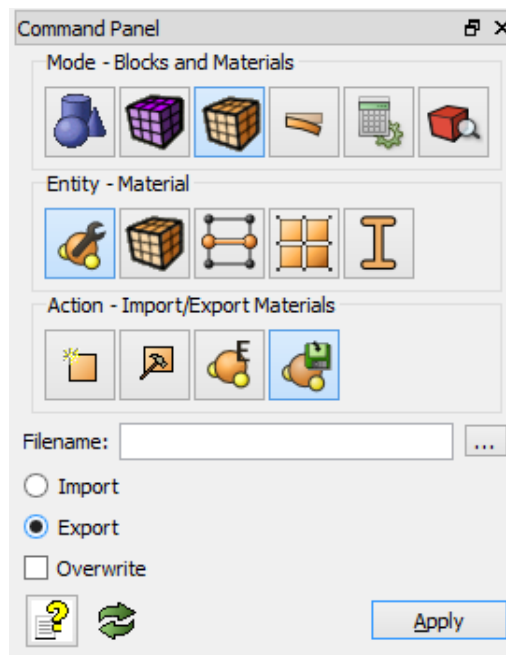 Command Panel
Mode - Blocks and Materials
Entity - Material
Action - Import/Export Materials
E
Filename:
...
Import
Export
Overwrite
Apply